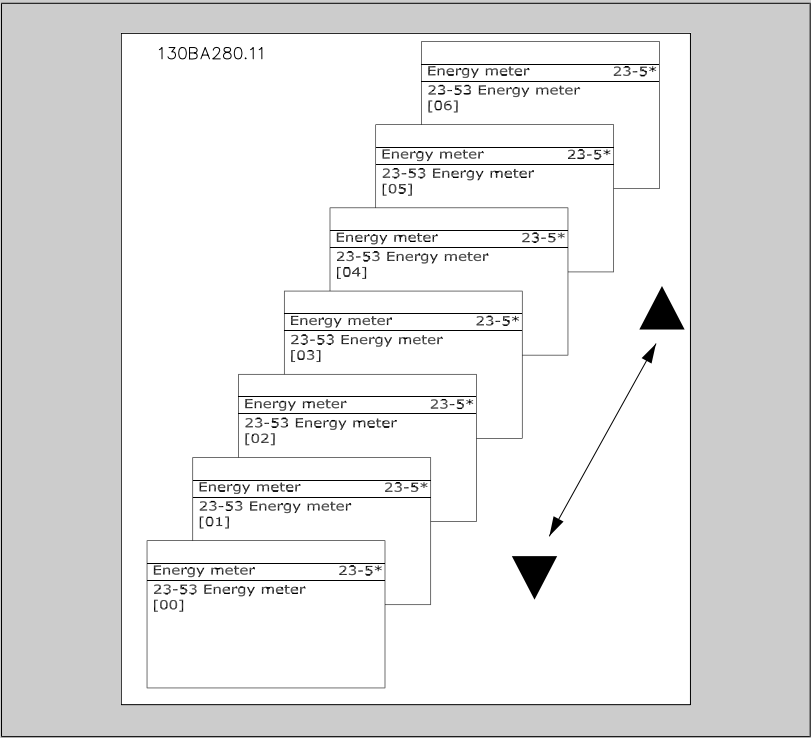 130BA280.11
Energy meter 23-5*
23-53 Energy meter
[06]
Energy meter 23-5*
23-53 Energy meter
[05]
Energy meter 23-5*
23-53 Energy meter
[04]
Energy meter 23-5*
23-53 Energy meter
[03]
Energy meter 23-5*
23-53 Energy meter
[02]
Energy meter 23-5*
23-53 Energy meter
[01]
Energy meter 23-5*
23-53 Energy meter
[00]